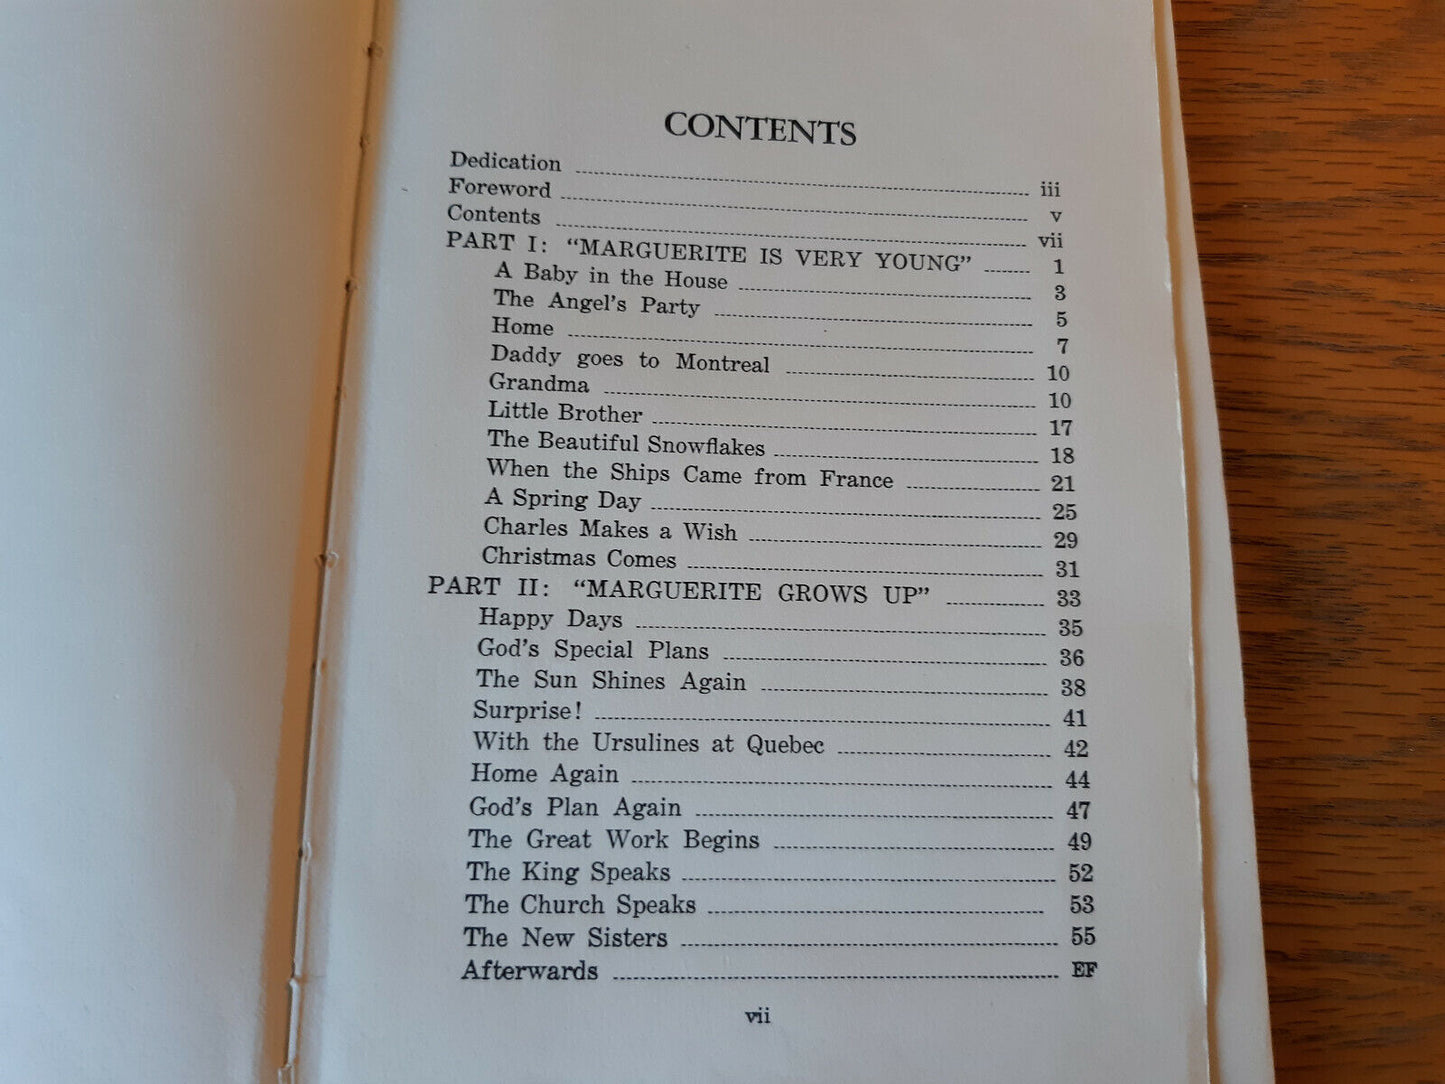 CONTENTS
Dedication iii
Foreword v
Contents vii
PART I: “MARGUERITE IS VERY YOUNG” 1
A Baby in the House 3
The Angel’s Party 5
Home 7
Daddy goes to Montreal 10
Grandma 10
Little Brother 17
The Beautiful Snowflakes 18
When the Ships Came from France 21
A Spring Day 25
Charles Makes a Wish 29
Christmas Comes 31
PART II: “MARGUERITE GROWS UP” 33
Happy Days 35
God’s Special Plans 36
The Sun Shines Again 38
Surprise! 41
With the Ursulines at Quebec 42
Home Again 44
God’s Plan Again 47
The Great Work Begins 49
The King Speaks 52
The Church Speaks 53
The New Sisters 55
Afterwards EF
vii